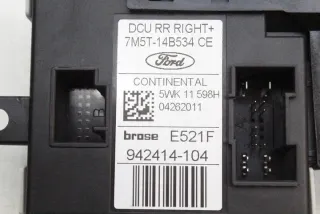 DCU RR RIGHT+
7M5T-14B534 CE
Ford
CONTINENTAL
5WK 11 598H
04262011
brose E521F
942414-104